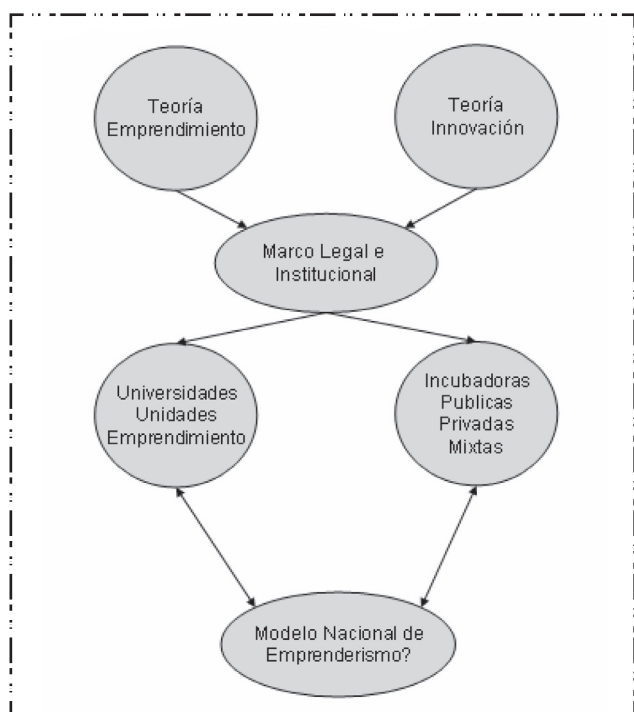 Teoría
Emprendimiento
Teoría
Innovación
Marco Legal e
Institucional
Universidades
Unidades
Emprendimiento
Incubadoras
Publicas
Privadas
Mixtas
Modelo Nacional de
Emprenderismo?